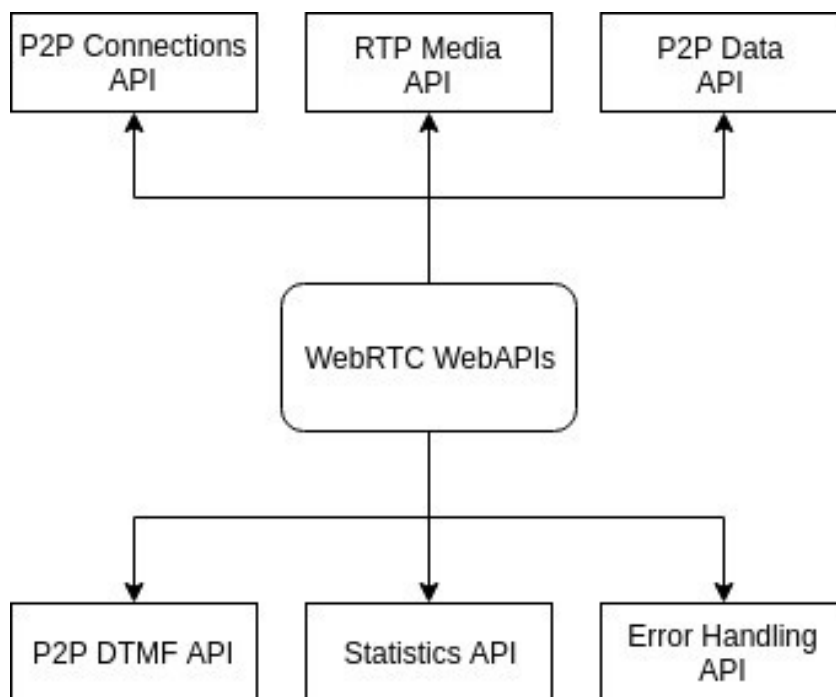 P2P Connections
API
RTP Media
API
P2P Data
API
WebRTC WebAPIs
P2P DTMF API
Statistics API
Error Handling
API